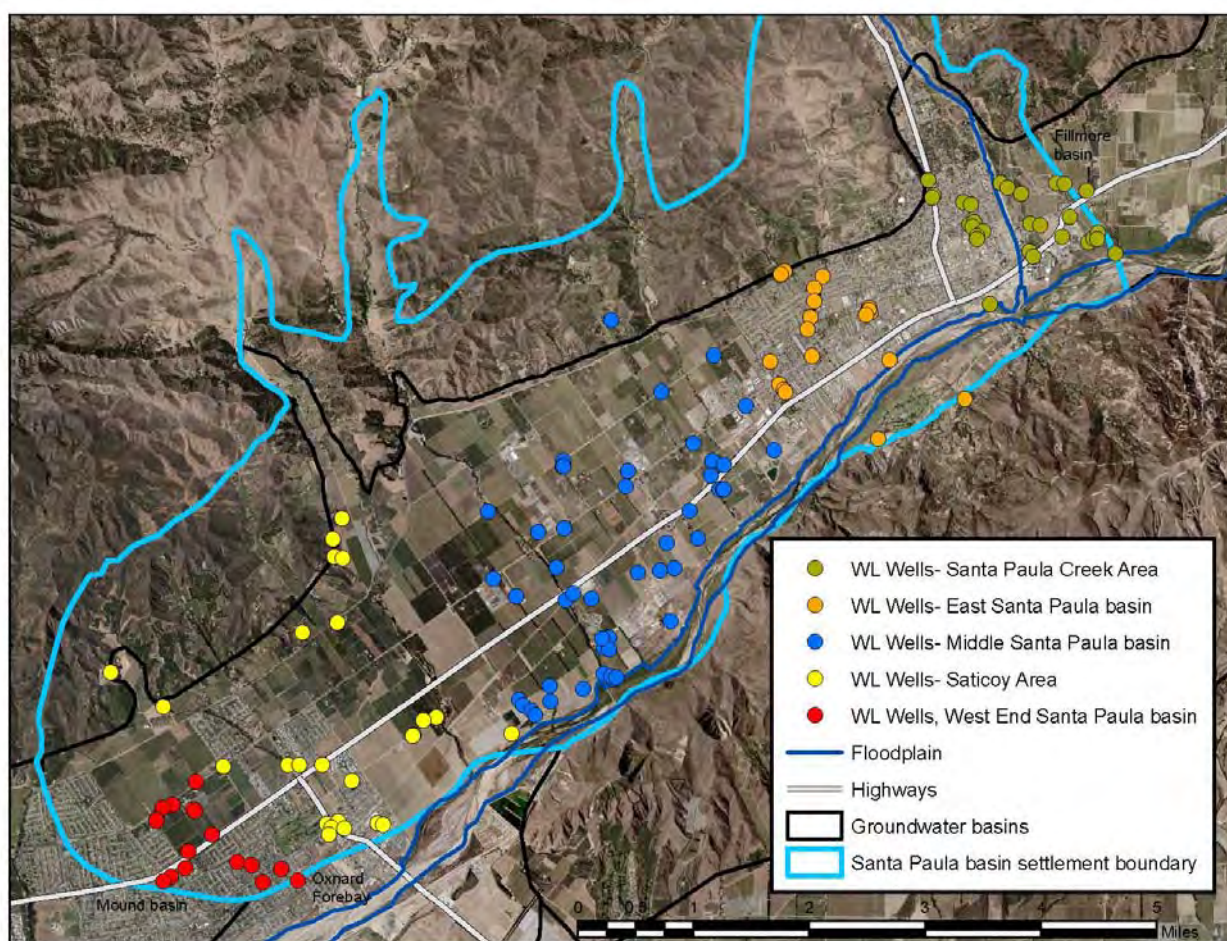 Fillmore
basin
WL Wells- Santa Paula Creek Area
WL Wells- East Santa Paula basin
WL Wells- Middle Santa Paula basin
WL Wells- Saticoy Area
WL Wells, West End Santa Paula basin
Floodplain
Highways
Groundwater basins
Santa Paula basin settlement boundary
Oxnard
Forebay
Mound basin
0 0.5 1 2 3 4 5
Miles